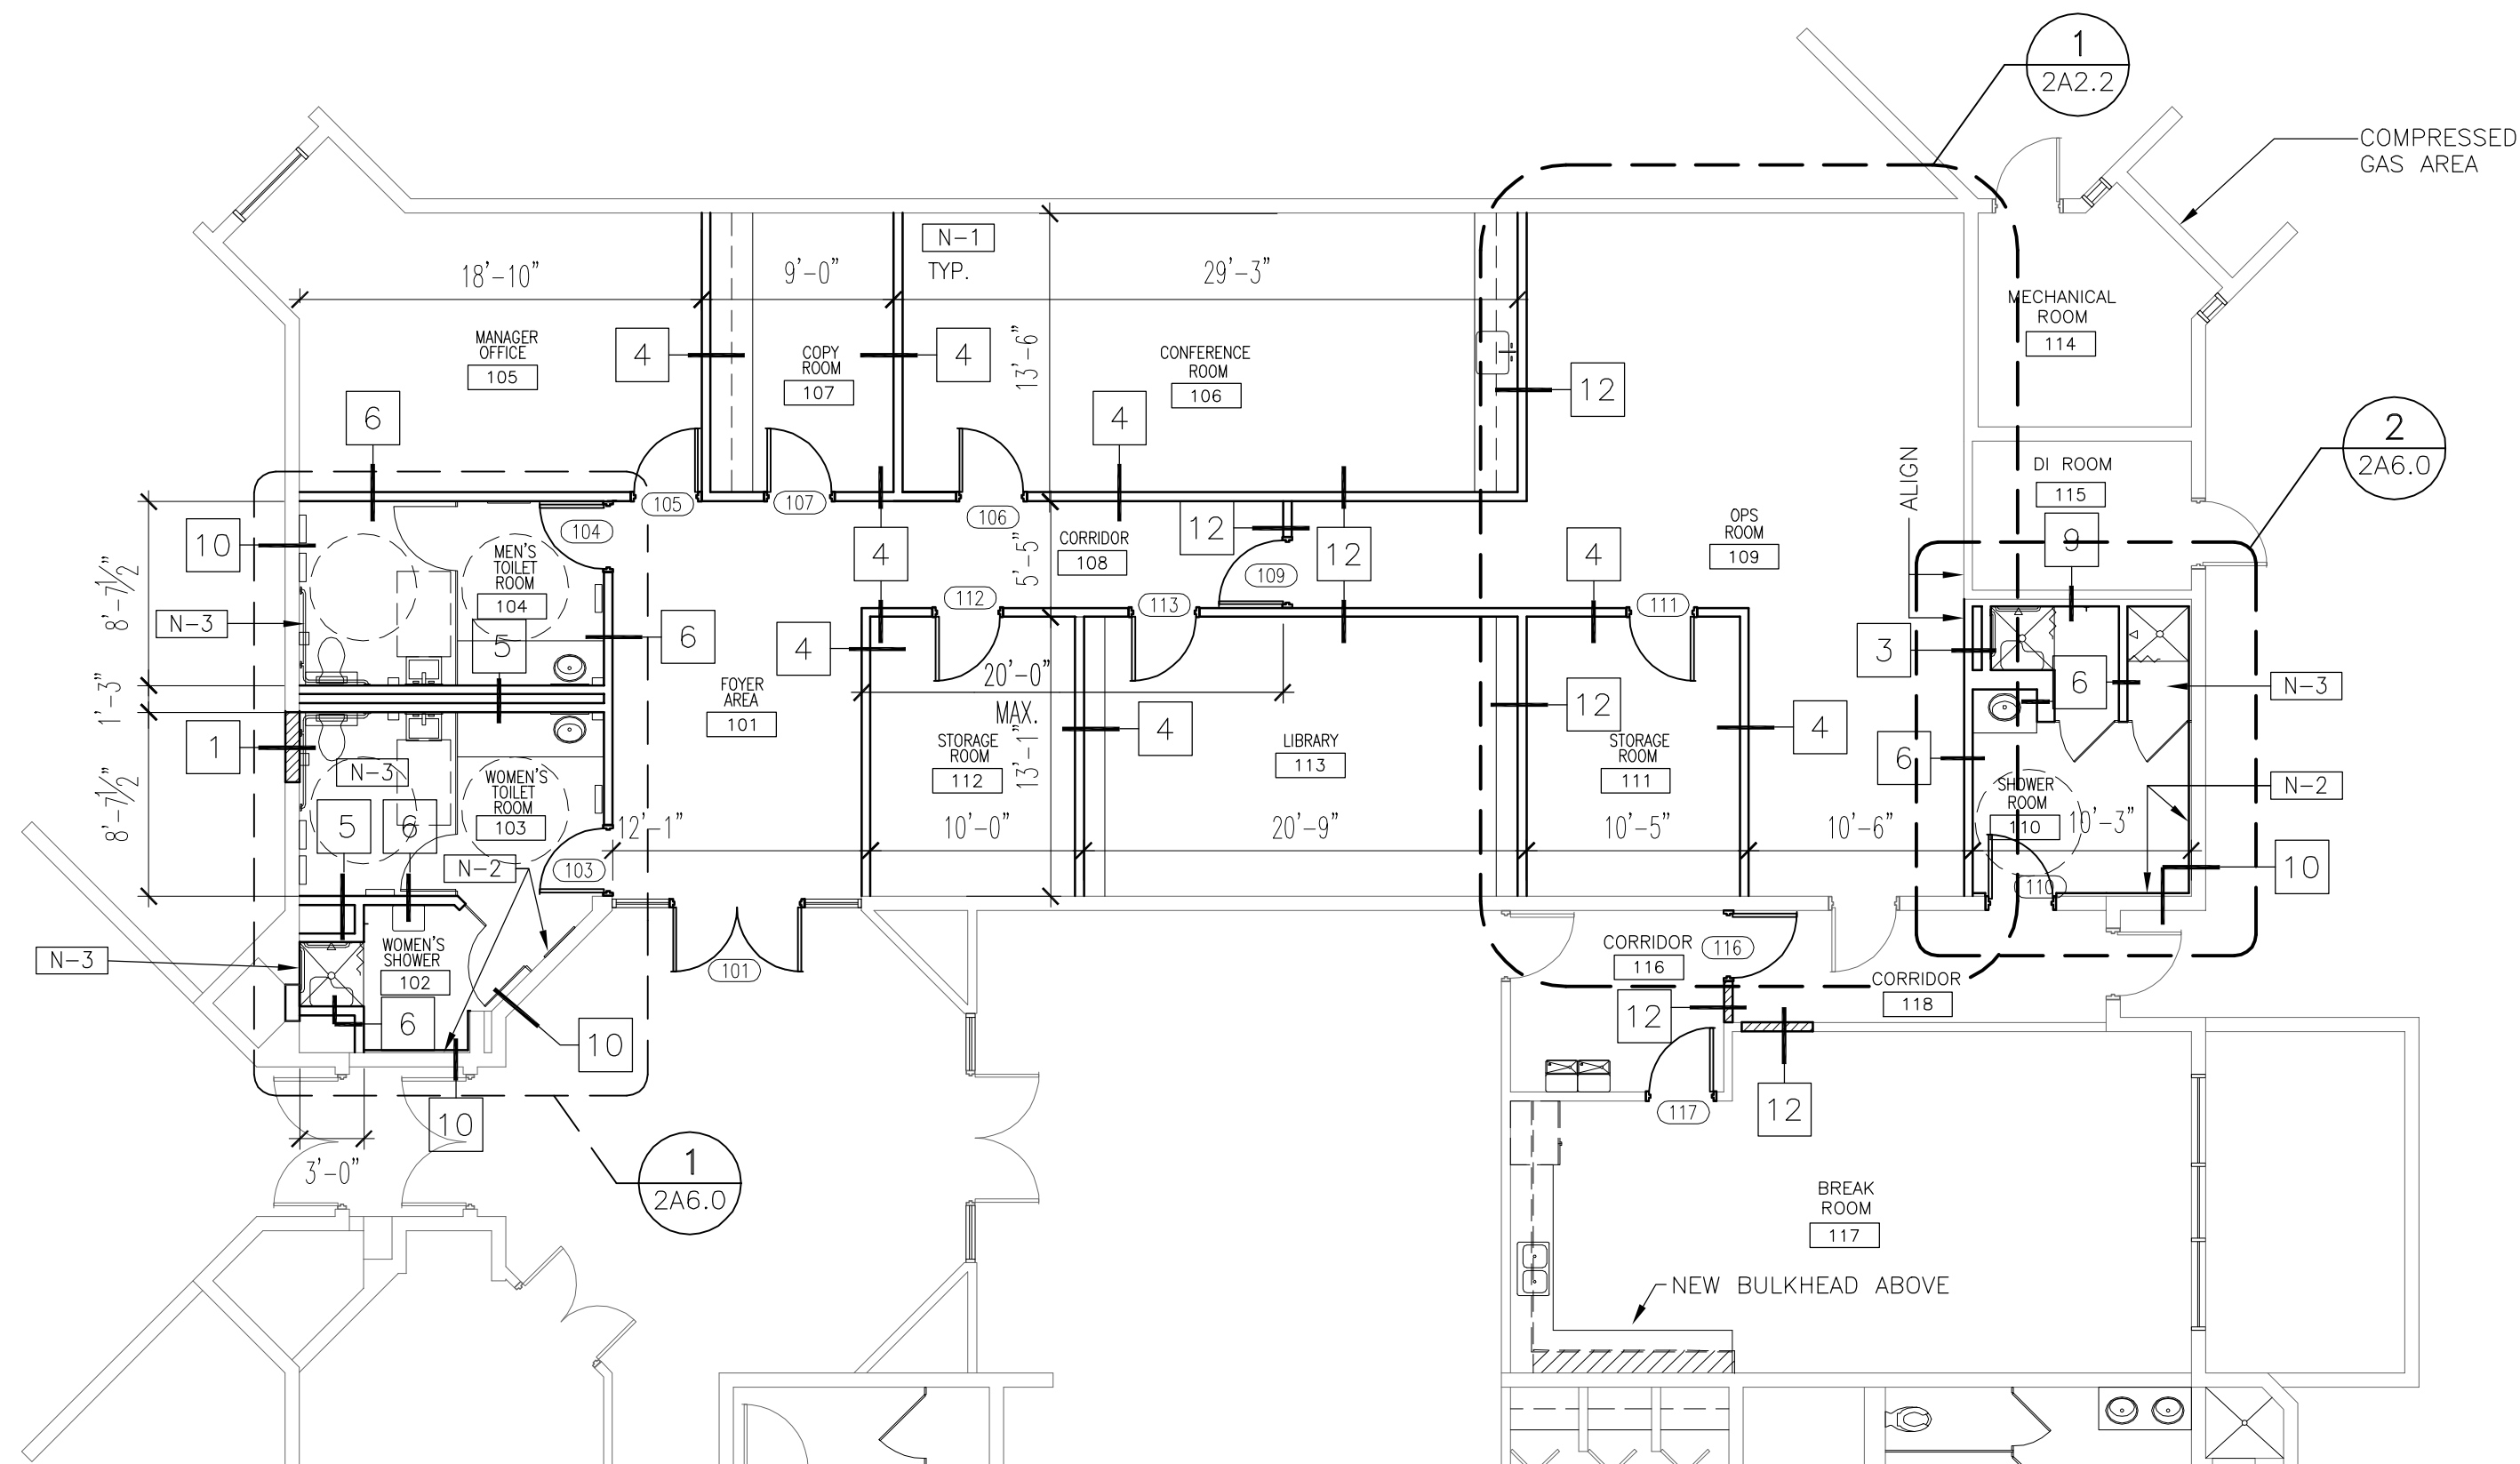 1
2A2.2
COMPRESSED
GAS AREA
N-1
TYP.
18'-10"
9'-0"
29'-3"
MECHANICAL
ROOM
114
MANAGER
OFFICE
105
4
COPY
ROOM
107
4
13'-6"
CONFERENCE
ROOM
106
12
6
4
2
2A6.0
ALIGN
DI ROOM
115
105
107
106
104
10
MEN'S
TOILET
ROOM
104
4
5'-5"
CORRIDOR
108
12
12
109
4
OPS
ROOM
109
9
8'-7½"
N-3
5
6
112
113
111
4
3
20'-0"
MAX.
6
N-3
1'-3"
FOYER
AREA
101
1
4
12
4
STORAGE
ROOM
112
13'-1"
LIBRARY
113
STORAGE
ROOM
111
6
N-3
WOMEN'S
TOILET
ROOM
103
SHOWER
ROOM
110
N-2
8'-7½"
5
6
12'-1"
10'-0"
20'-9"
10'-5"
10'-6"
10'-3"
N-2
103
110
10
N-3
WOMEN'S
SHOWER
102
101
CORRIDOR
116
116
CORRIDOR
118
6
10
12
10
117
12
3'-0"
1
2A6.0
BREAK
ROOM
117
NEW BULKHEAD ABOVE